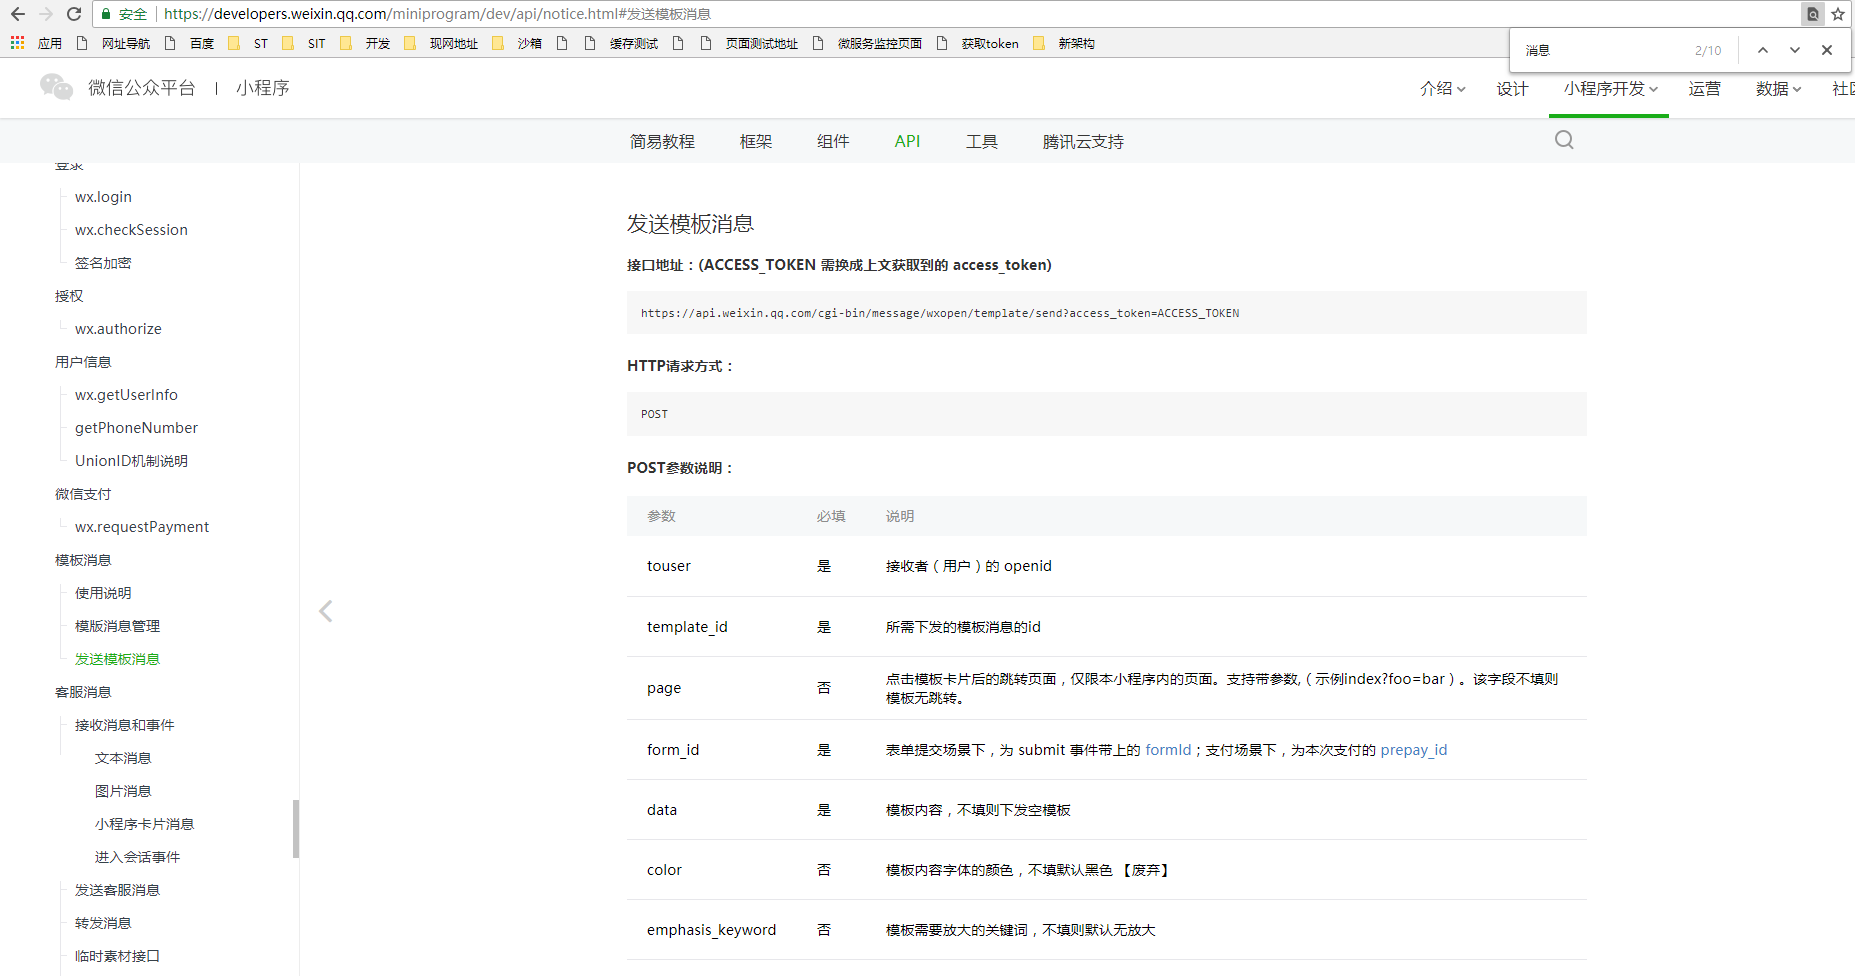 安全 https://developers.weixin.qq.com/miniprogram/dev/api/notice.html#发送模板消息
应用 网址导航 百度 ST SIT 开发 现网地址 沙箱 缓存测试 页面测试地址 微服务监控页面 获取token 新架构
消息 2/10
微信公众平台 | 小程序
介绍 设计 小程序开发 运营 数据 社区
简易教程 框架 组件 API 工具 腾讯云支持
登录
wx.login
wx.checkSession
签名加密
授权
wx.authorize
用户信息
wx.getUserInfo
getPhoneNumber
UnionID机制说明
微信支付
wx.requestPayment
模板消息
使用说明
模版消息管理
发送模板消息
客服消息
接收消息和事件
文本消息
图片消息
小程序卡片消息
进入会话事件
发送客服消息
转发消息
临时素材接口
发送模板消息
接口地址：(ACCESS_TOKEN 需换成上文获取到的 access_token)
https://api.weixin.qq.com/cgi-bin/message/wxopen/template/send?access_token=ACCESS_TOKEN
HTTP请求方式：
POST
POST参数说明：
参数 必填 说明
touser 是 接收者（用户）的 openid
template_id 是 所需下发的模板消息的id
page 否 点击模板卡片后的跳转页面，仅限本小程序内的页面。支持带参数,（示例index?foo=bar）。该字段不填则
模板无跳转。
form_id 是 表单提交场景下，为 submit 事件带上的 formId；支付场景下，为本次支付的 prepay_id
data 是 模板内容，不填则下发空模板
color 否 模板内容字体的颜色，不填默认黑色 【废弃】
emphasis_keyword 否 模板需要放大的关键词，不填则默认无放大